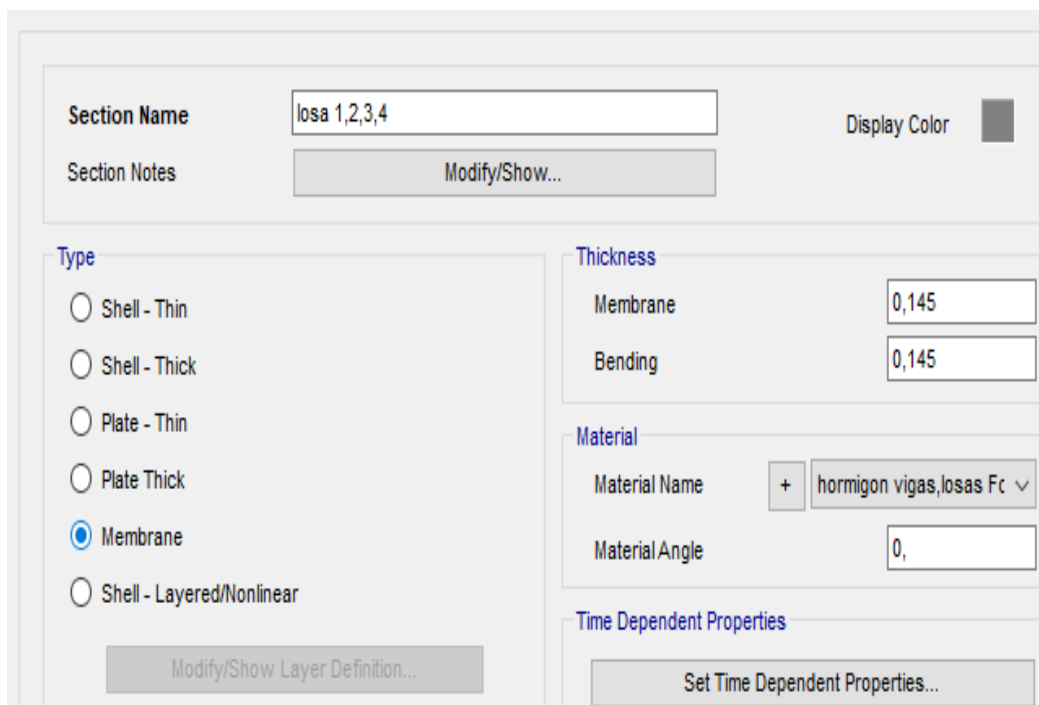 Section Name
losa 1,2,3,4
Display Color
Section Notes
Modify/Show...
Type
Shell - Thin
Shell - Thick
Plate - Thin
Plate Thick
Membrane
Shell - Layered/Nonlinear
Modify/Show Layer Definition...
Thickness
Membrane
0,145
Bending
0,145
Material
Material Name
+
hormigon vigas,losas Fc
Material Angle
0,
Time Dependent Properties
Set Time Dependent Properties...